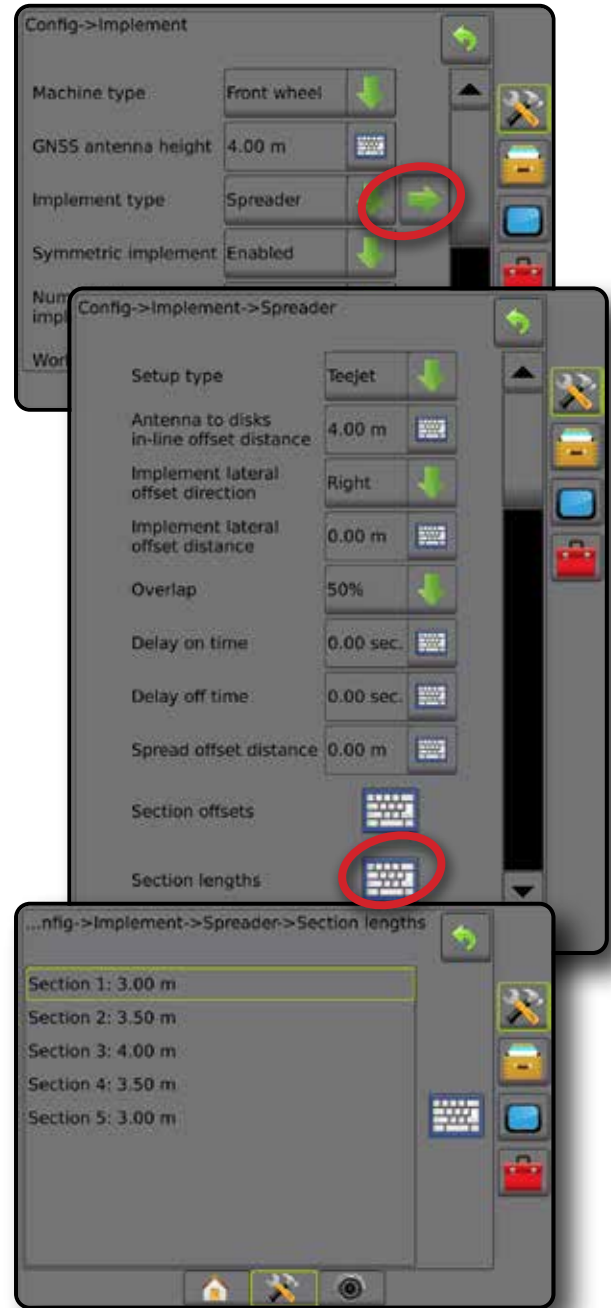 Config->Implement
Machine type Front wheel
GNSS antenna height 4.00 m
Implement type Spreader
Symmetric implement Enabled
Num
impl
Wor
Config->Implement->Spreader
Setup type TeeJet
Antenna to disks
in-line offset distance 4.00 m
Implement lateral
offset direction Right
Implement lateral
offset distance 0.00 m
Overlap 50%
Delay on time 0.00 sec.
Delay off time 0.00 sec.
Spread offset distance 0.00 m
Section offsets
Section lengths
...nfig->Implement->Spreader->Section lengths
Section 1: 3.00 m
Section 2: 3.50 m
Section 3: 4.00 m
Section 4: 3.50 m
Section 5: 3.00 m